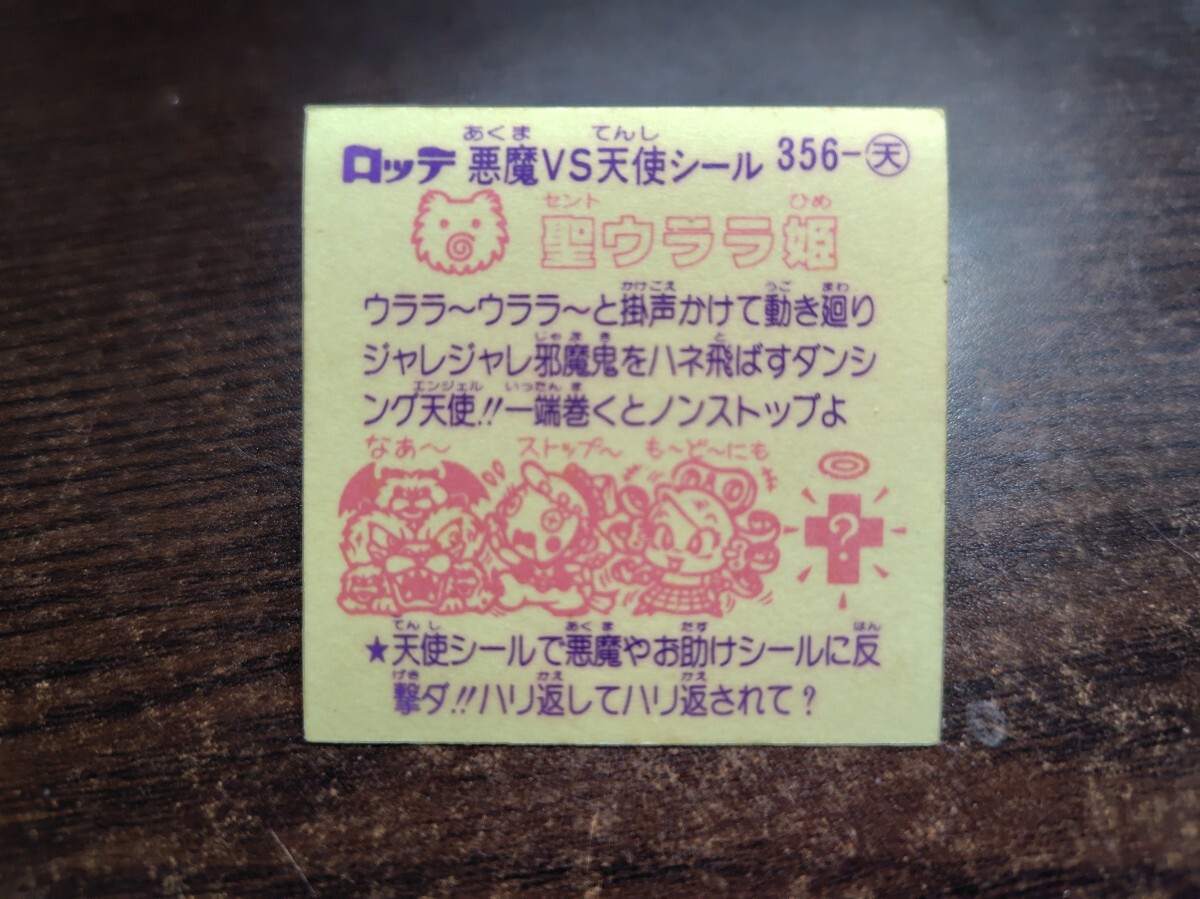 ロッテ 悪魔VS天使シール 356-天
聖ウララ姫
ウララ〜ウララ〜と掛声かけて動き廻り
ジャレジャレ邪魔鬼をハネ飛ばすダンシ
ング天使!!一端巻くとノンストップよ
なあ〜 ストップ〜 も〜ど〜にも
?
★天使シールで悪魔やお助けシールに反
撃ダ!!ハリ返してハリ返されて?